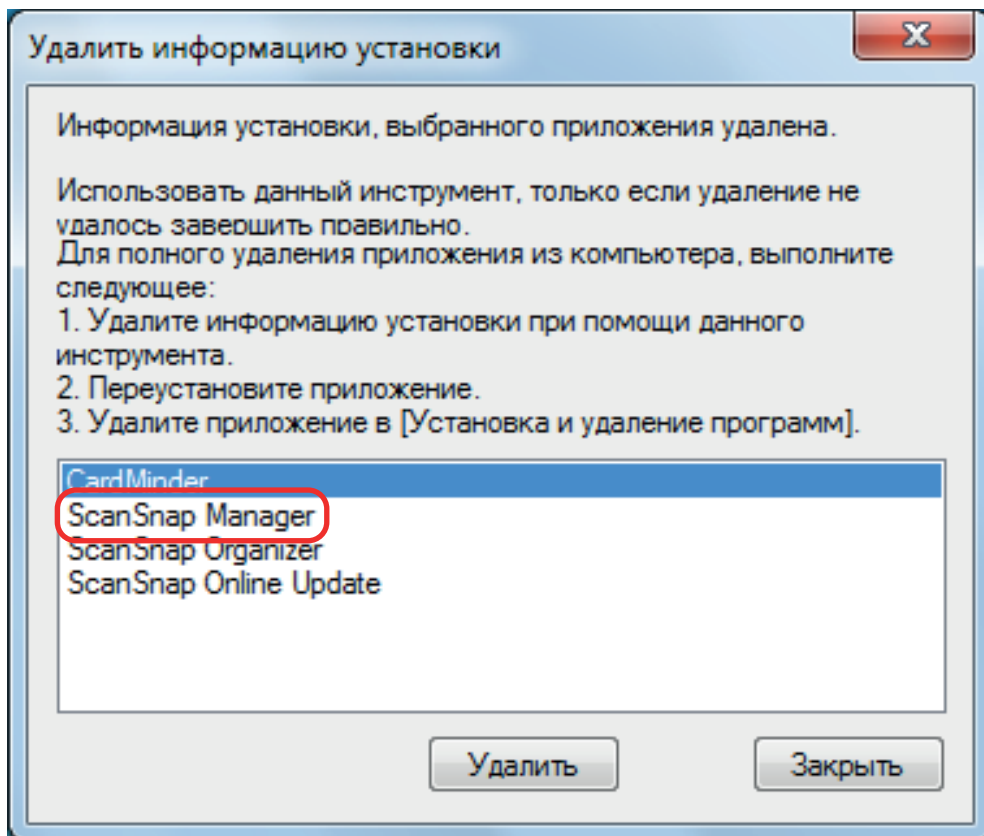 Удалить информацию установки
Информация установки, выбранного приложения удалена.
Использовать данный инструмент, только если удаление не
удалось завершить правильно.
Для полного удаления приложения из компьютера, выполните
следующее:
1. Удалите информацию установки при помощи данного
инструмента.
2. Переустановите приложение.
3. Удалите приложение в [Установка и удаление программ].
CardMinder
ScanSnap Manager
ScanSnap Organizer
ScanSnap Online Update
Удалить
Закрыть